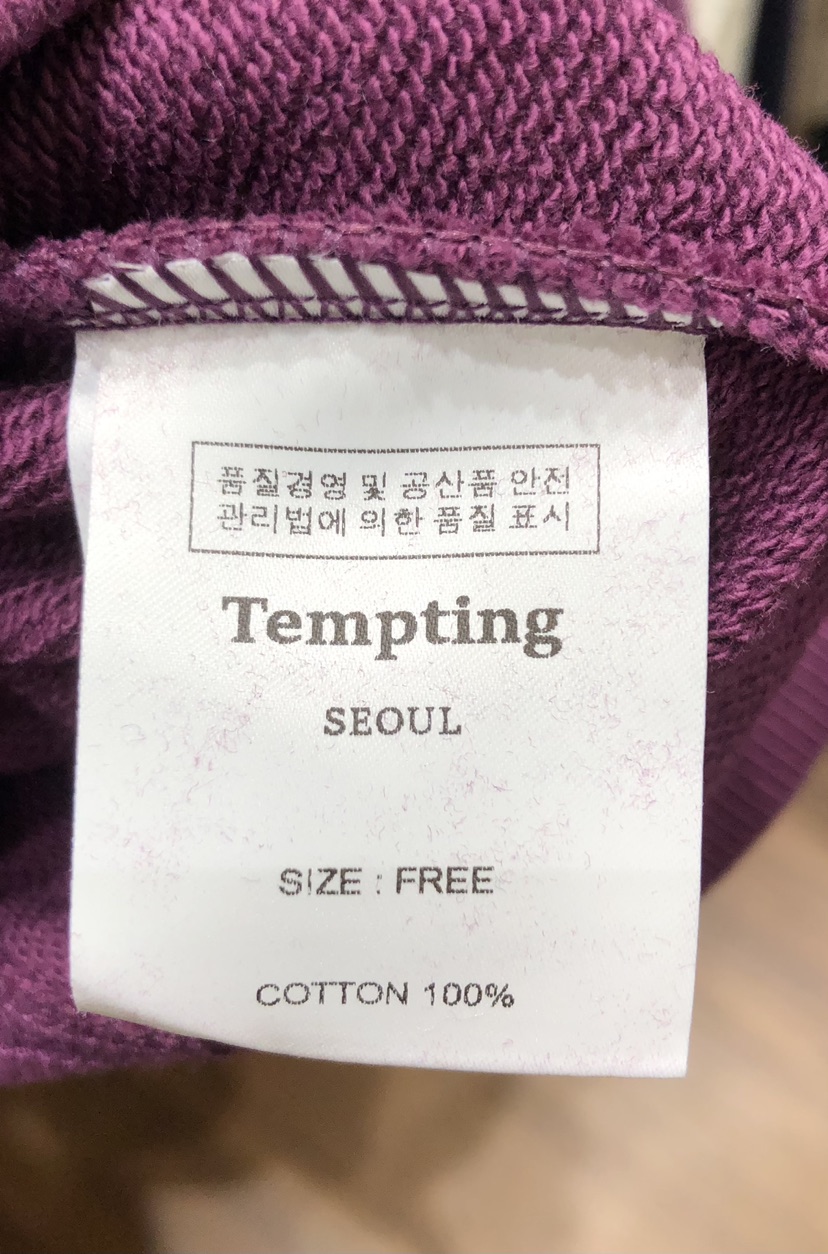 품질경영 및 공산품 안전
관리법에 의한 품질 표시
Tempting
SEOUL
SIZE : FREE
COTTON 100%